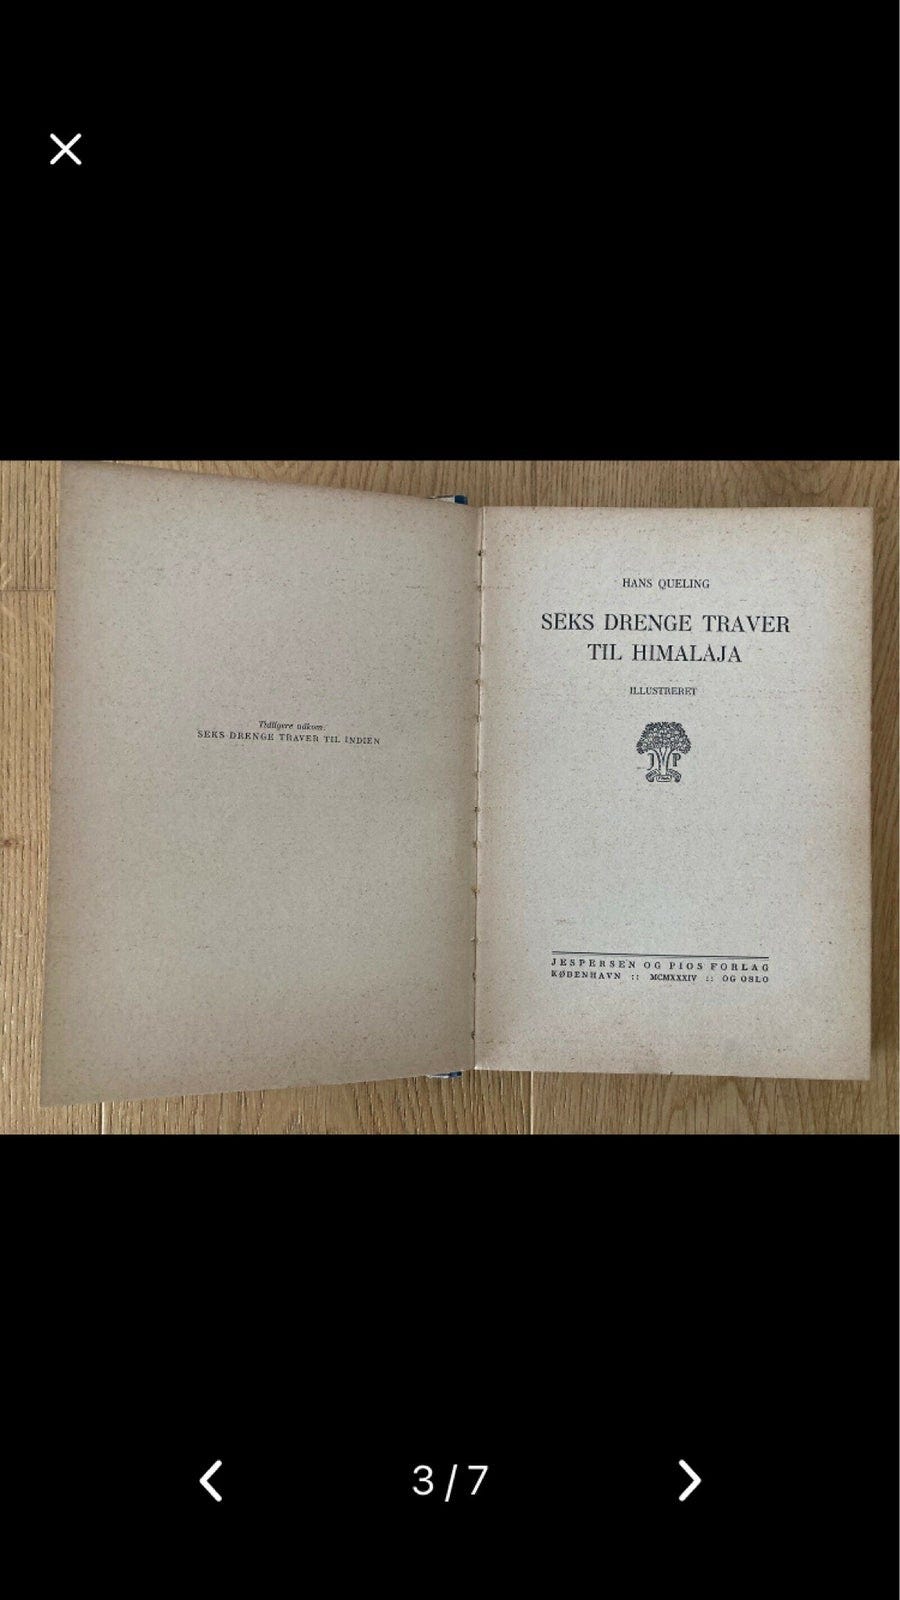 Tidligere udkom:
SEKS DRENGE TRAVER TIL INDIEN
HANS QUELING
SEKS DRENGE TRAVER
TIL HIMALAJA
ILLUSTRERET
J P
JESPERSEN OG PIOS FORLAG
KØBENHAVN :: MCMXXXIV :: OG OSLO
3 / 7